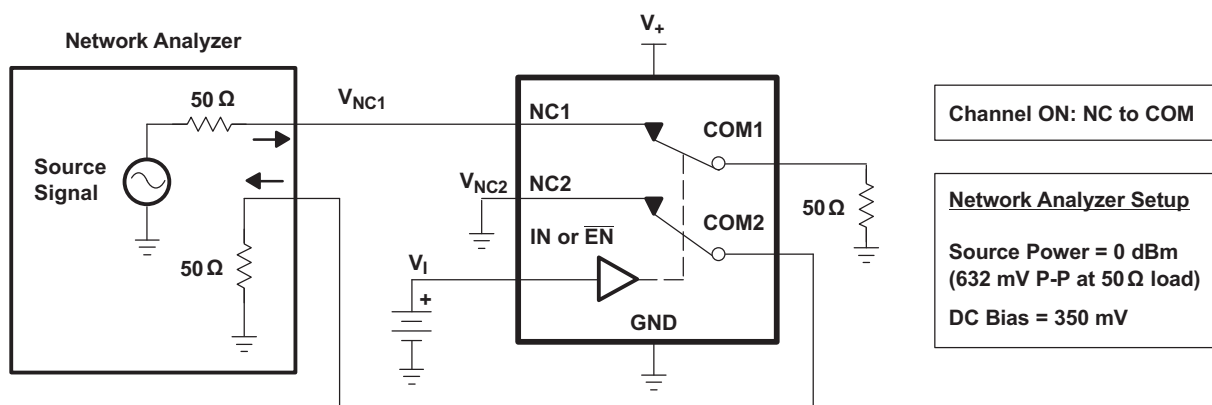 Network Analyzer
50 Ω
Source
Signal
50 Ω
V_NC1
V_NC2
V_I
+
V_+
NC1
COM1
NC2
COM2
IN or E̅N̅
GND
50 Ω
Channel ON: NC to COM
Network Analyzer Setup
Source Power = 0 dBm
(632 mV P-P at 50 Ω load)
DC Bias = 350 mV